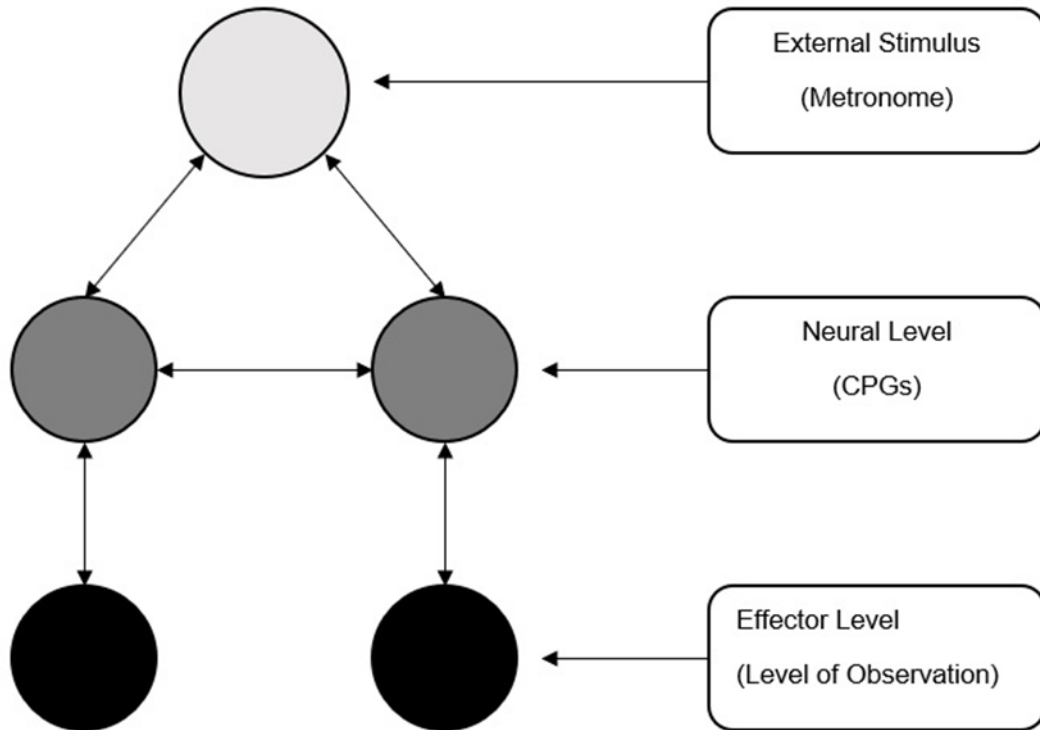 External Stimulus
(Metronome)
Neural Level
(CPGs)
Effector Level
(Level of Observation)